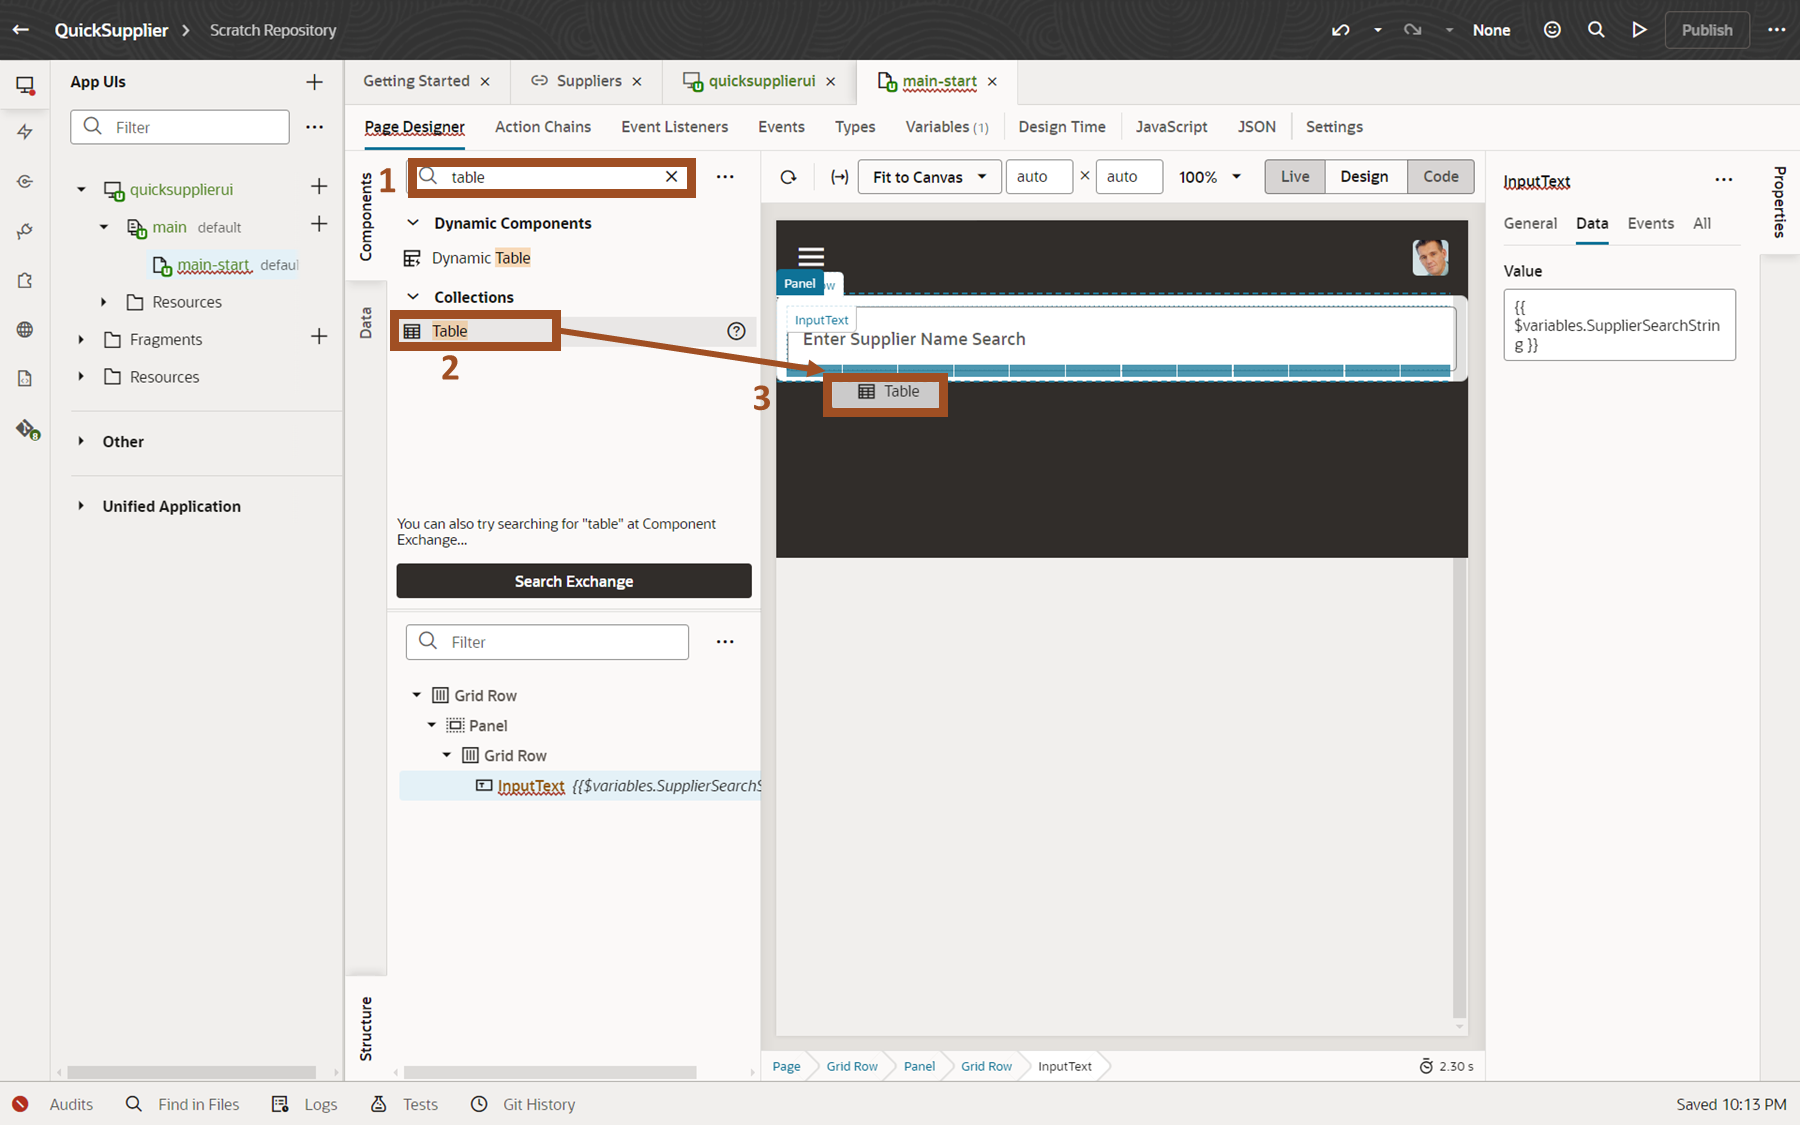 QuickSupplier
Scratch Repository
None
Publish
App UIs
Getting Started
Suppliers
quicksupplierui
main-start
Filter
Page Designer
Action Chains
Event Listeners
Events
Types
Variables (1)
Design Time
JavaScript
JSON
Settings
quicksupplierui
main default
main-start defaul
Resources
Fragments
Resources
Other
Unified Application
Components
Data
Structure
1
table
Dynamic Components
Dynamic Table
Collections
Table
2
3
You can also try searching for "table" at Component
Exchange...
Search Exchange
Filter
Grid Row
Panel
Grid Row
InputText {{$variables.SupplierSearchS
Fit to Canvas
auto
×
auto
100%
Live
Design
Code
Panel
ow
InputText
Enter Supplier Name Search
Table
Page
Grid Row
Panel
Grid Row
InputText
2.30 s
InputText
Properties
General
Data
Events
All
Value
{{
$variables.SupplierSearchStrin
g }}
8
Audits
Find in Files
Logs
Tests
Git History
Saved 10:13 PM